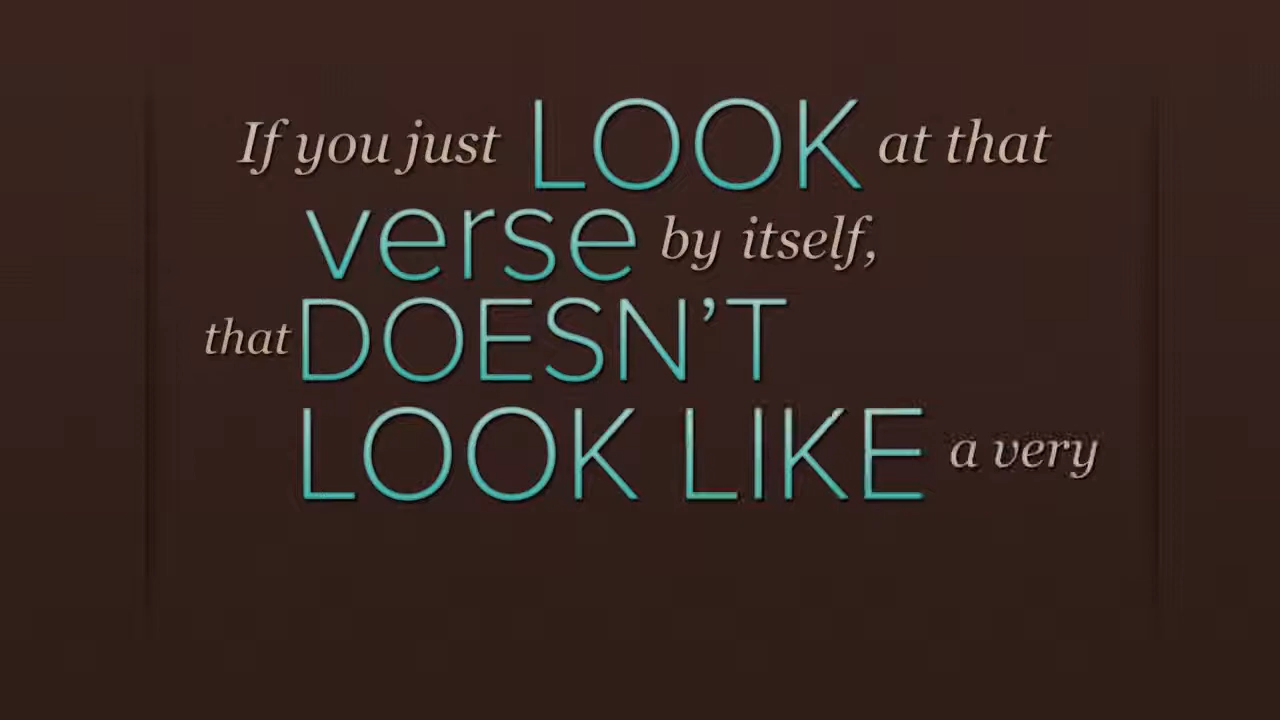 If you just LOOK at that
verse by itself,
that DOESN'T
LOOK LIKE a very